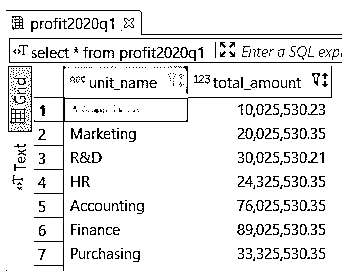 profit2020q1
select * from profit2020q1 Enter a SQL exp
ABC unit_name 123 total_amount
1 10,025,530.23
2 Marketing 20,025,530.35
3 R&D 30,025,530.21
4 HR 24,325,530.35
5 Accounting 76,025,530.35
6 Finance 89,025,530.35
7 Purchasing 33,325,530.35
Grid
T Text